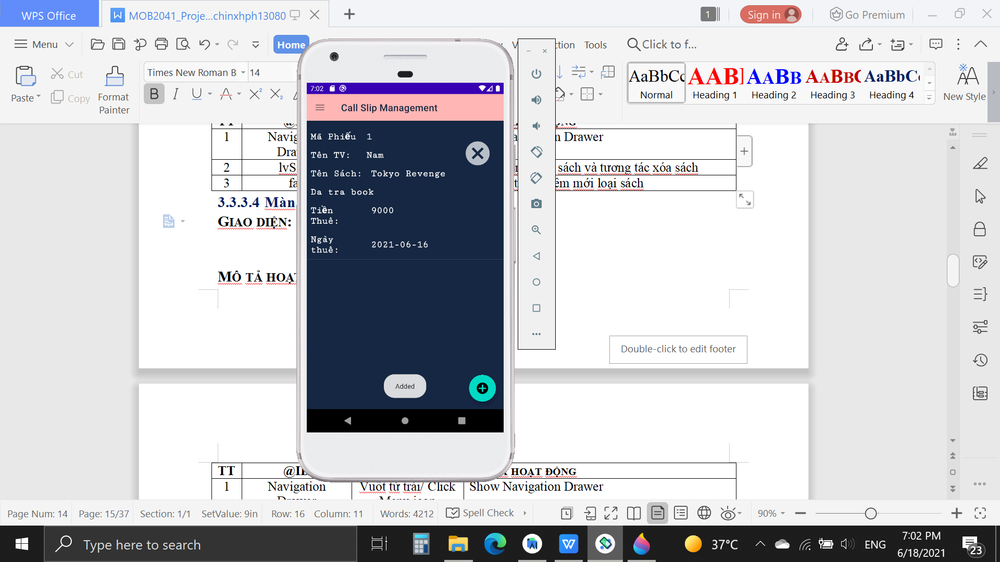 WPS Office
MOB2041_Proje...chinxhph13080
1
Sign in
Go Premium
Menu
Home
ction
Tools
Click to f...
Paste
Cut
Copy
Format
Painter
Times New Roman B
14
AaBbCc
Normal
Heading 1
AABB
Heading 2
AABBC
Heading 3
AaBbC
Heading 4
New Style
1
Navig
n Drawer
2
lvS
sách và tương tác xóa sách
3
fa
êm mới loại sách
3.3.3.4 Màn
GIAO DIỆN:
MÔ TẢ HOẠT
7:02
Call Slip Management
Mã Phiếu 1
Tên TV: Nam
Tên Sách: Tokyo Revenge
Da tra book
Tiền
Thuê:
9000
Ngày
thuê:
2021-06-16
Added
Double-click to edit footer
TT
HOẠT ĐỘNG
1
Navigation
Vuốt từ trái/ Click
Show Navigation Drawer
Page Num: 14
Page: 15/37
Section: 1/1
SetValue: 9in
Row: 16
Column: 11
Words: 4212
Spell Check
90%
Type here to search
37°C
ENG
7:02 PM
6/18/2021
23